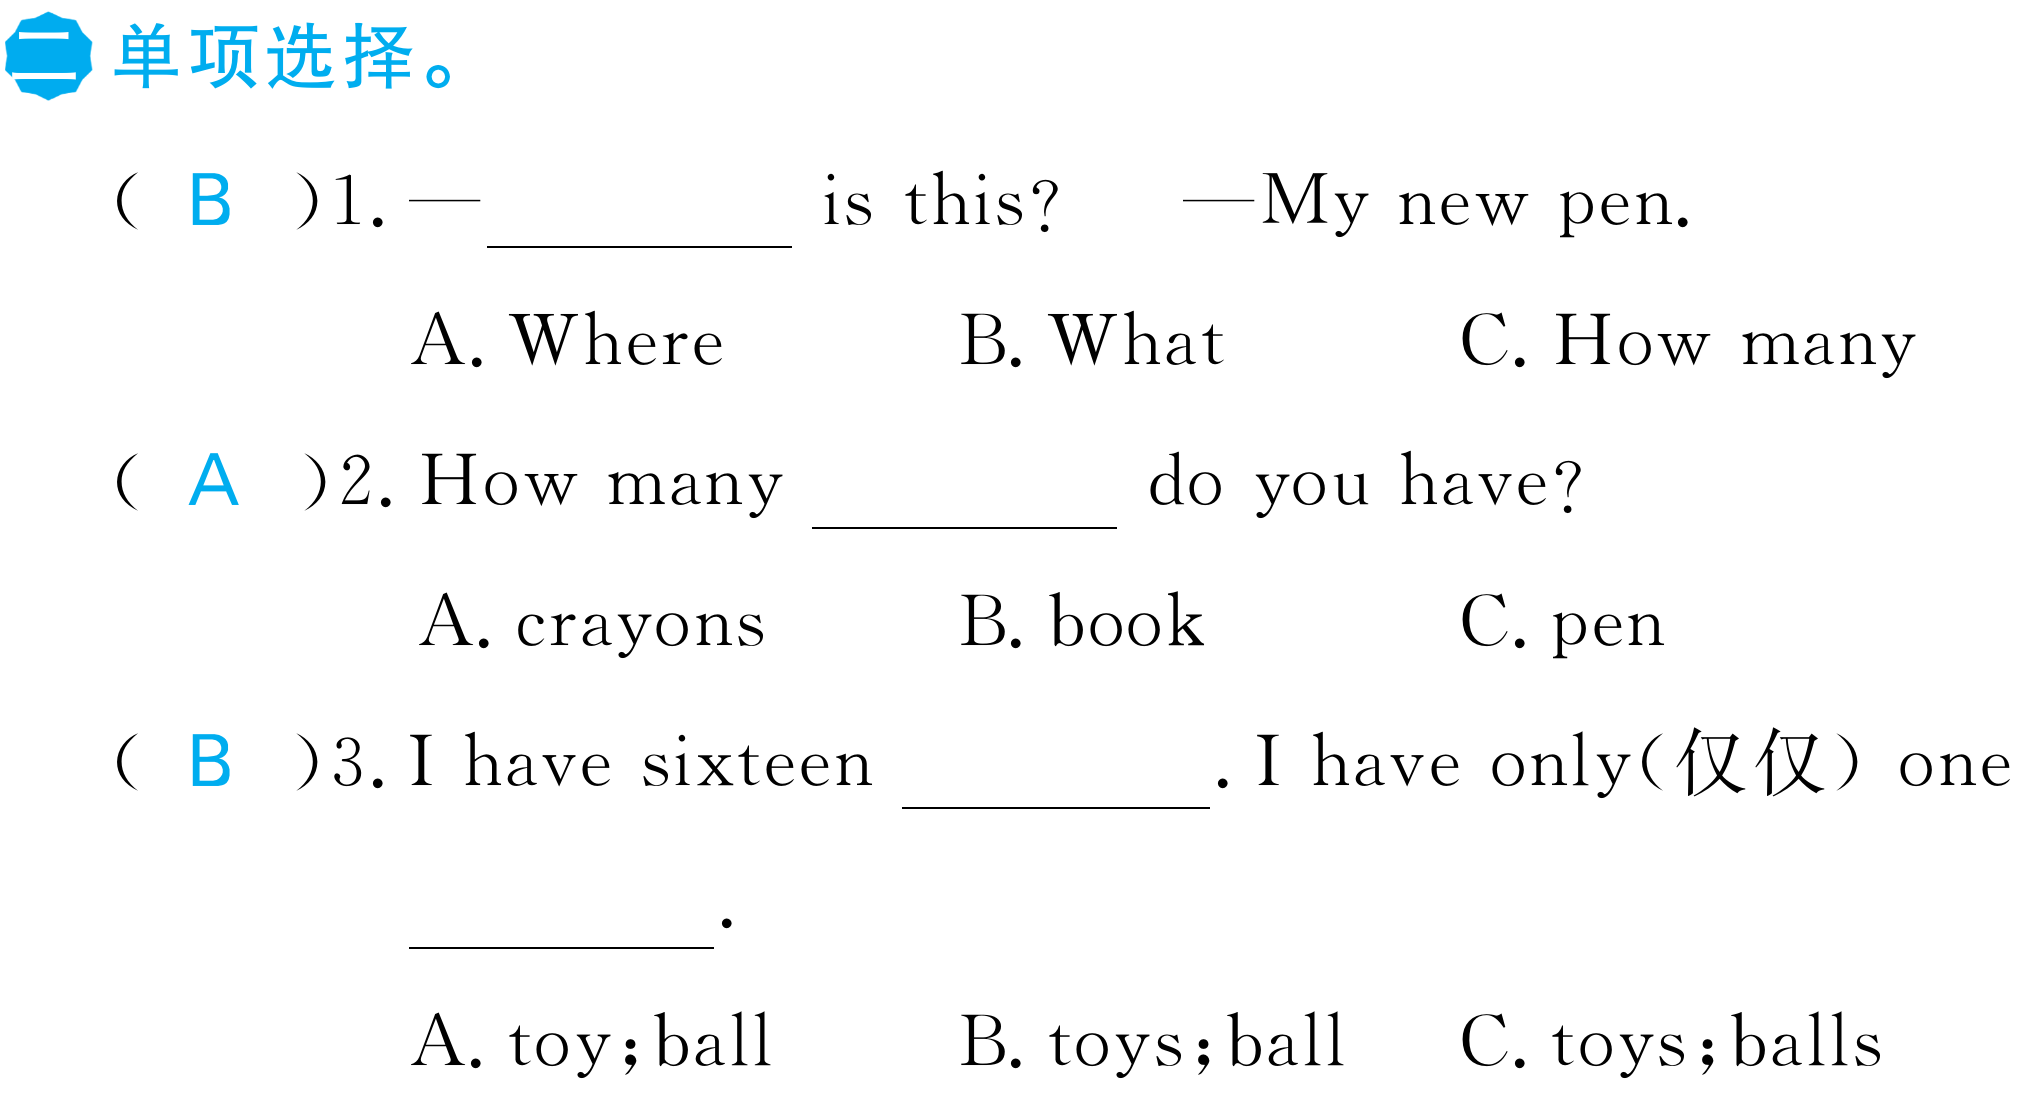 二 单项选择。
( B )1. —________ is this? —My new pen.
A. Where B. What C. How many
( A )2. How many ________ do you have?
A. crayons B. book C. pen
( B )3. I have sixteen ________. I have only(仅仅) one
________.
A. toy;ball B. toys;ball C. toys;balls